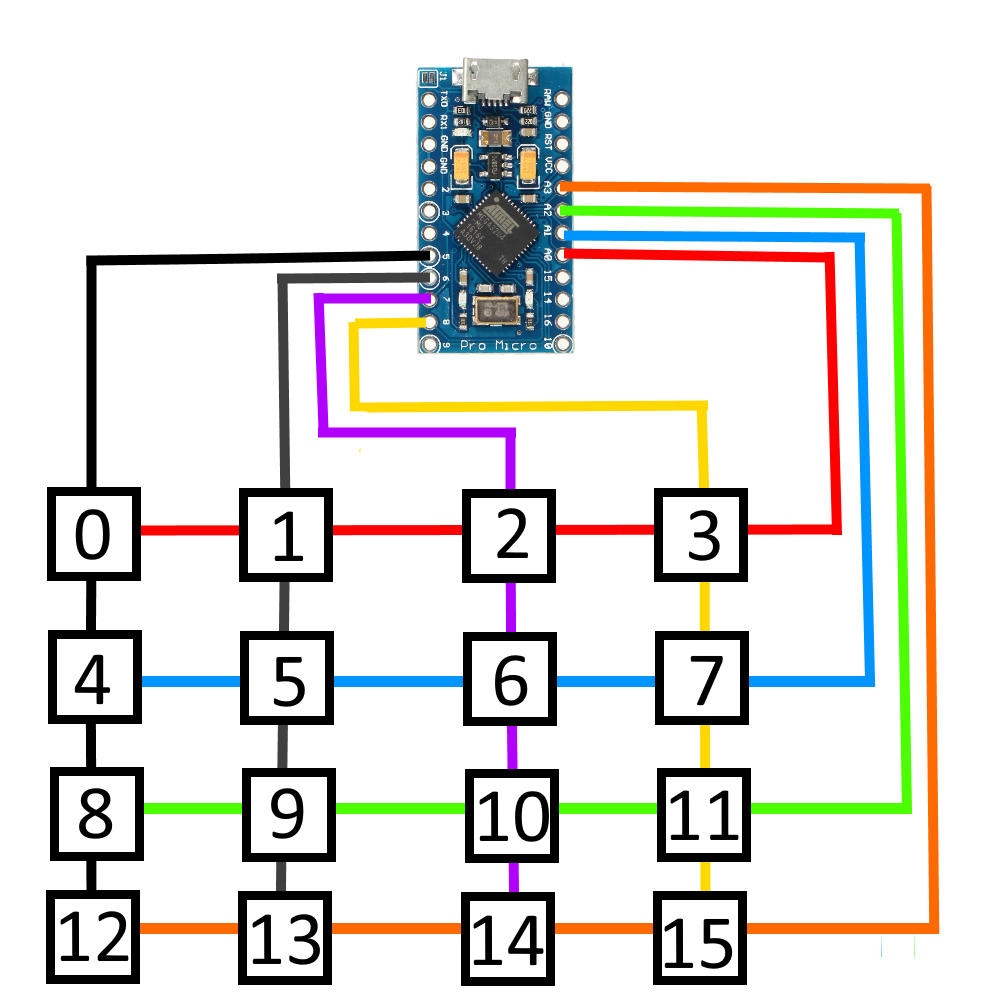 J1
TXO RAW
RX1 GND
GND RST
GND VCC
2 A3
3 A2
4 A1
5 A0
6 15
7 14
8 16
9 Pro Micro 10
ATMEL
0 1 2 3
4 5 6 7
8 9 10 11
12 13 14 15